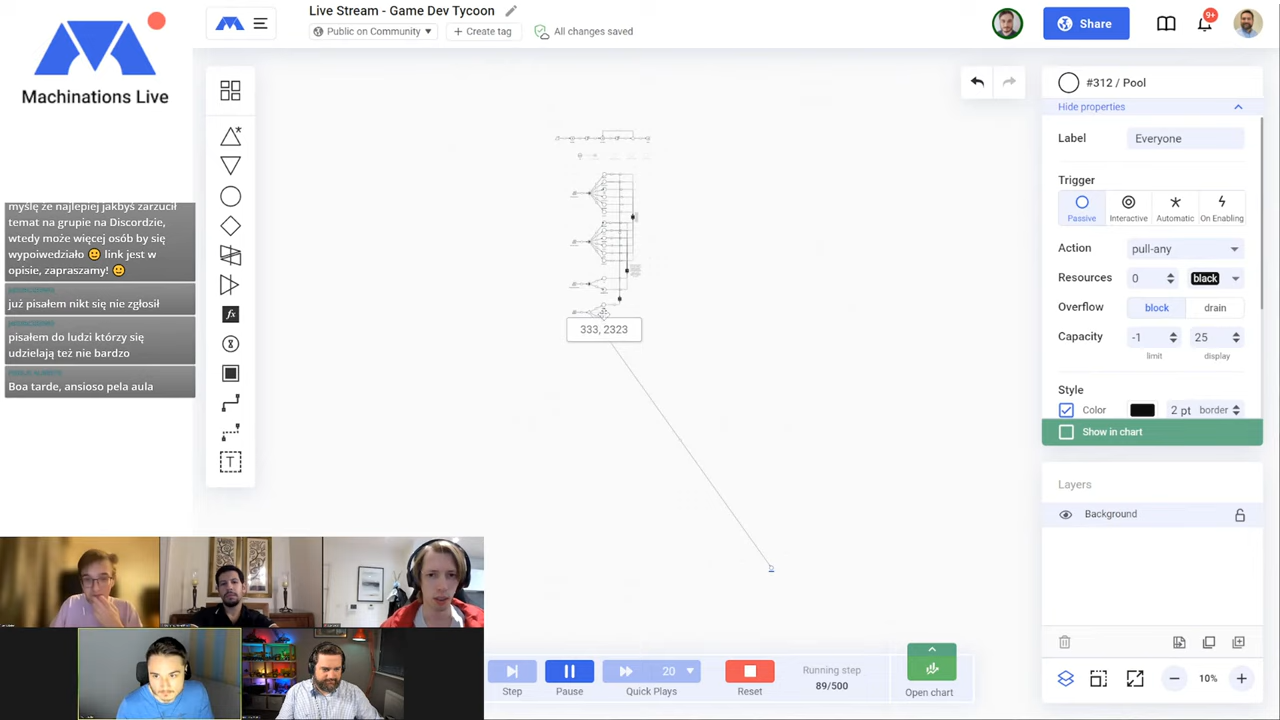 Machinations Live
myślę że najlepiej jakbyś zarzucił
temat na grupie na Discordzie,
wtedy może więcej osób by się
wypoiwedziało 🙂 link jest w
opisie, zapraszamy! 🙂
już pisałem nikt się nie zgłosił
pisałem do ludzi którzy się
udzielają też nie bardzo
Boa tarde, ansioso pela aula
Live Stream - Game Dev Tycoon
Public on Community
+ Create tag
All changes saved
Share
9+
fx
T
333, 2323
#312 / Pool
Hide properties
Label
Everyone
Trigger
Passive
Interactive
Automatic
On Enabling
Action
pull-any
Resources
0
black
Overflow
block
drain
Capacity
-1
25
limit
display
Style
Color
2 pt
border
Show in chart
Layers
Background
Step
Pause
20
Quick Plays
Reset
Running step
89/500
Open chart
10%